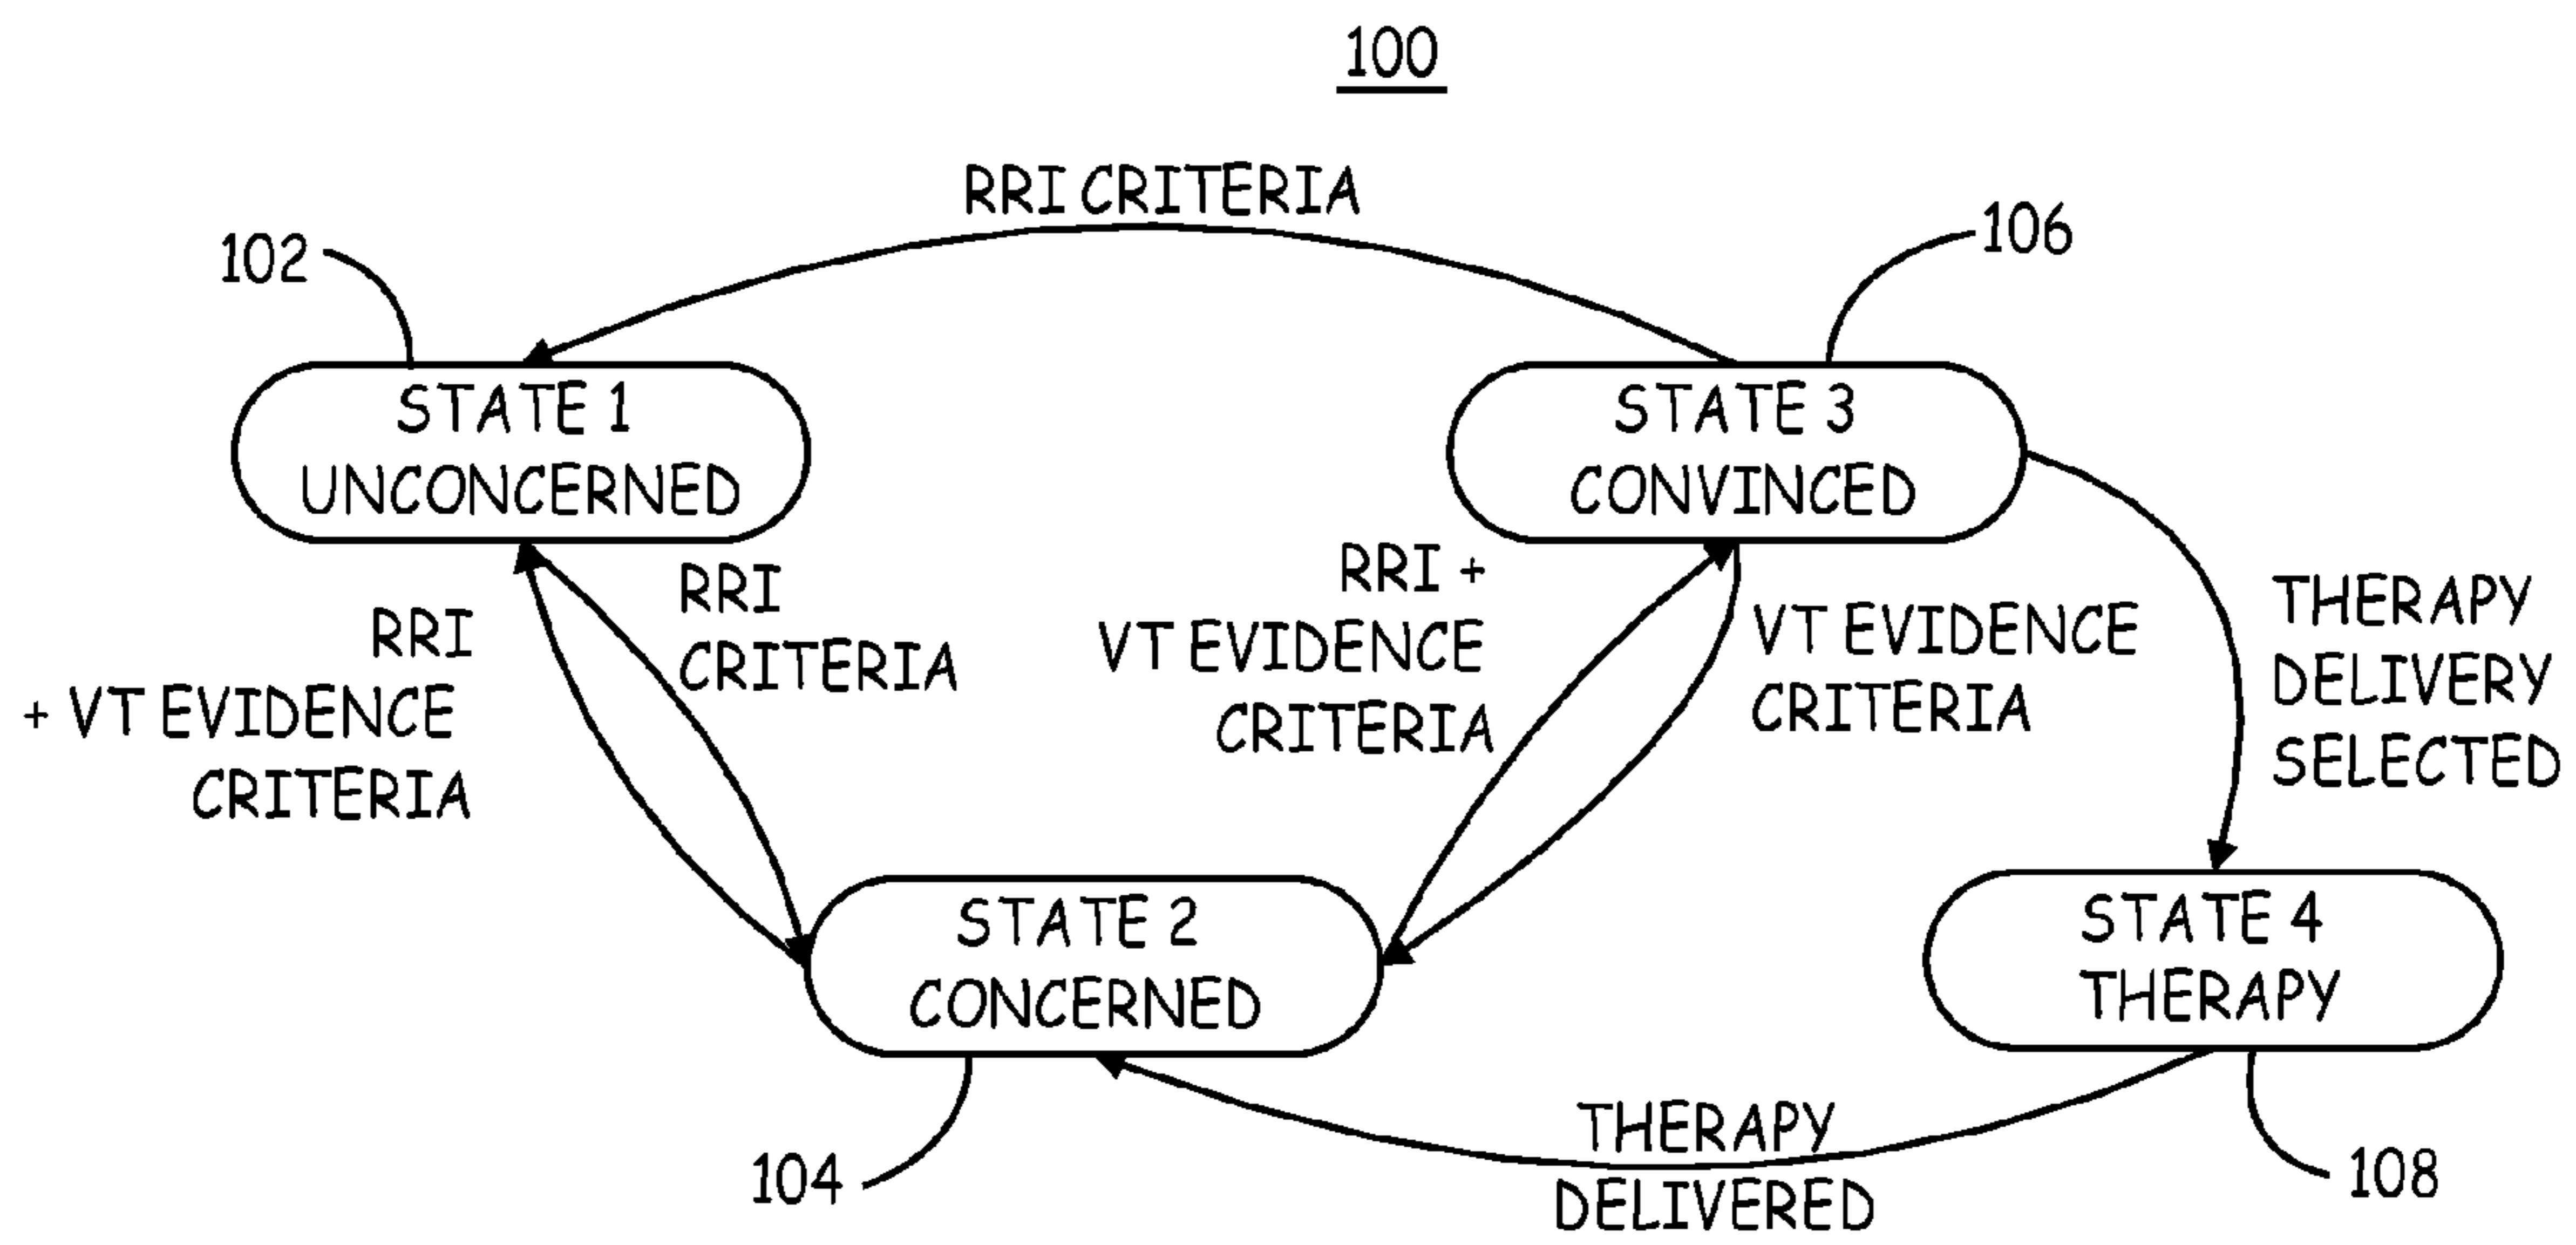 100
RRI CRITERIA
102
106
STATE 1
UNCONCERNED
STATE 3
CONVINCED
RRI
+ VT EVIDENCE
CRITERIA
RRI
CRITERIA
RRI +
VT EVIDENCE
CRITERIA
VT EVIDENCE
CRITERIA
THERAPY
DELIVERY
SELECTED
STATE 2
CONCERNED
STATE 4
THERAPY
104
THERAPY
DELIVERED
108